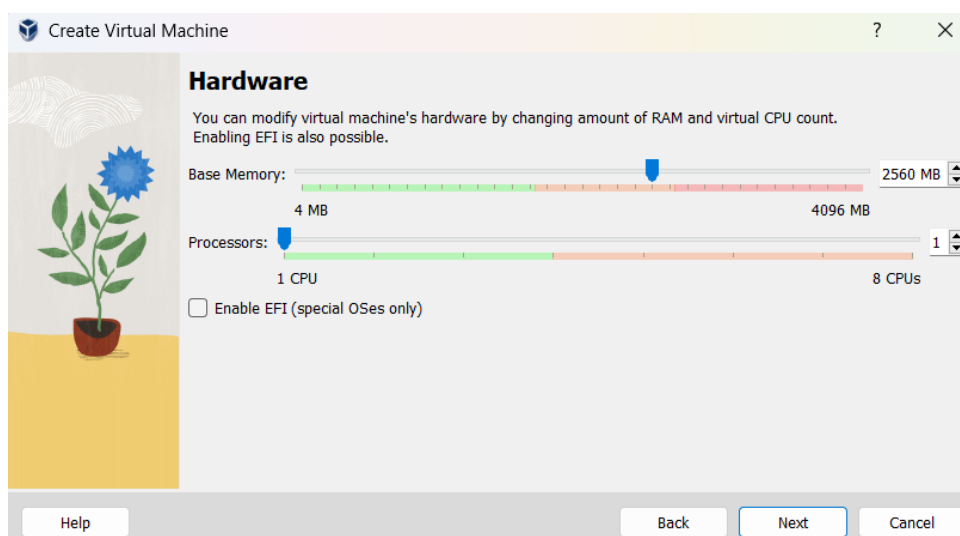 Create Virtual Machine ?
Hardware
You can modify virtual machine's hardware by changing amount of RAM and virtual CPU count.
Enabling EFI is also possible.
Base Memory: 2560 MB
4 MB 4096 MB
Processors: 1
1 CPU 8 CPUs
Enable EFI (special OSes only)
Help Back Next Cancel